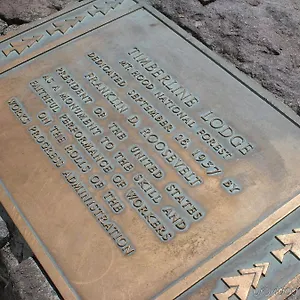 TIMBERLINE LODGE
MT. HOOD NATIONAL FOREST
DEDICATED SEPTEMBER 28, 1937 BY
FRANKLIN D. ROOSEVELT
PRESIDENT OF THE UNITED STATES
AS A MONUMENT TO THE SKILL AND
FAITHFUL PERFORMANCE OF WORKERS
ON THE ROLLS OF THE
WORKS PROGRESS ADMINISTRATION